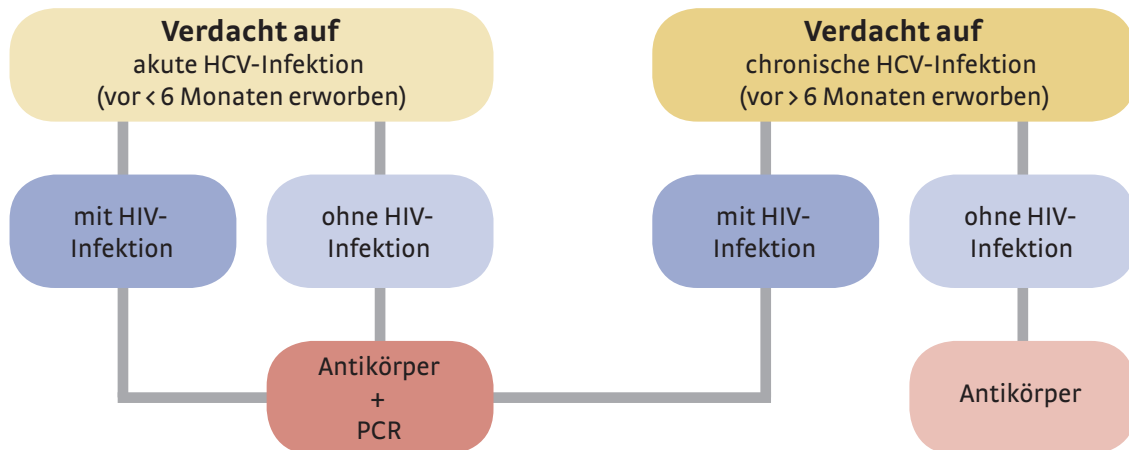 Verdacht auf
akute HCV-Infektion
(vor < 6 Monaten erworben)
Verdacht auf
chronische HCV-Infektion
(vor > 6 Monaten erworben)
mit HIV-
Infektion
ohne HIV-
Infektion
mit HIV-
Infektion
ohne HIV-
Infektion
Antikörper
+
PCR
Antikörper